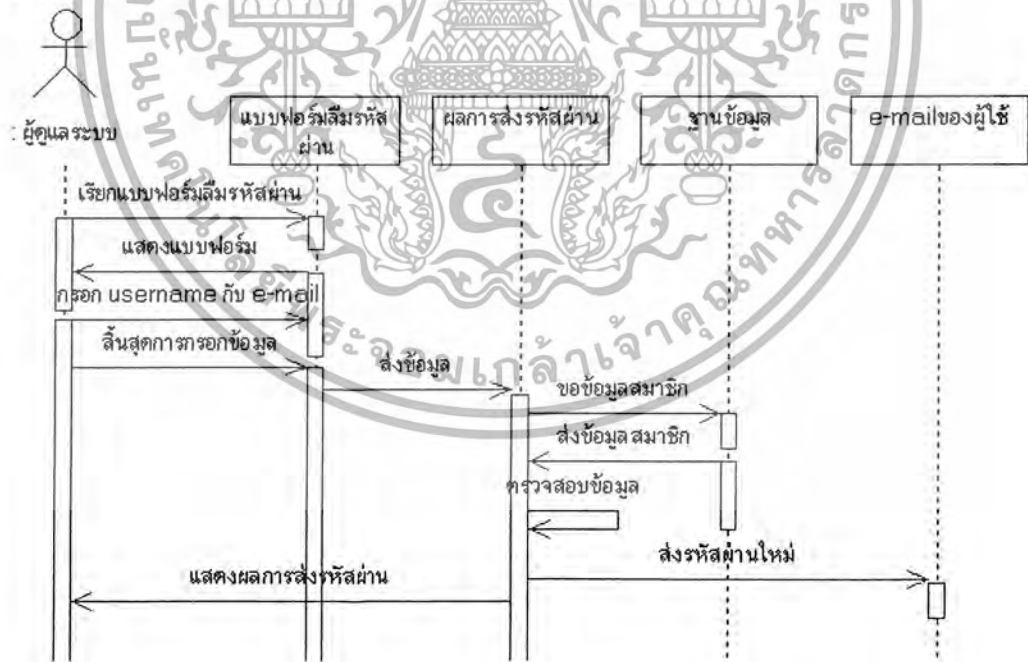 : ผู้ดูแลระบบ
แบบฟอร์มลืมรหัส
ผ่าน
ผลการส่งรหัสผ่าน
ฐานข้อมูล
e-mailของผู้ใช้
เรียกแบบฟอร์มลืมรหัสผ่าน
แสดงแบบฟอร์ม
กรอก username กับ e-mail
สิ้นสุดการกรอกข้อมูล
ส่งข้อมูล
ขอข้อมูลสมาชิก
ส่งข้อมูลสมาชิก
ตรวจสอบข้อมูล
ส่งรหัสผ่านใหม่
แสดงผลการส่งรหัสผ่าน